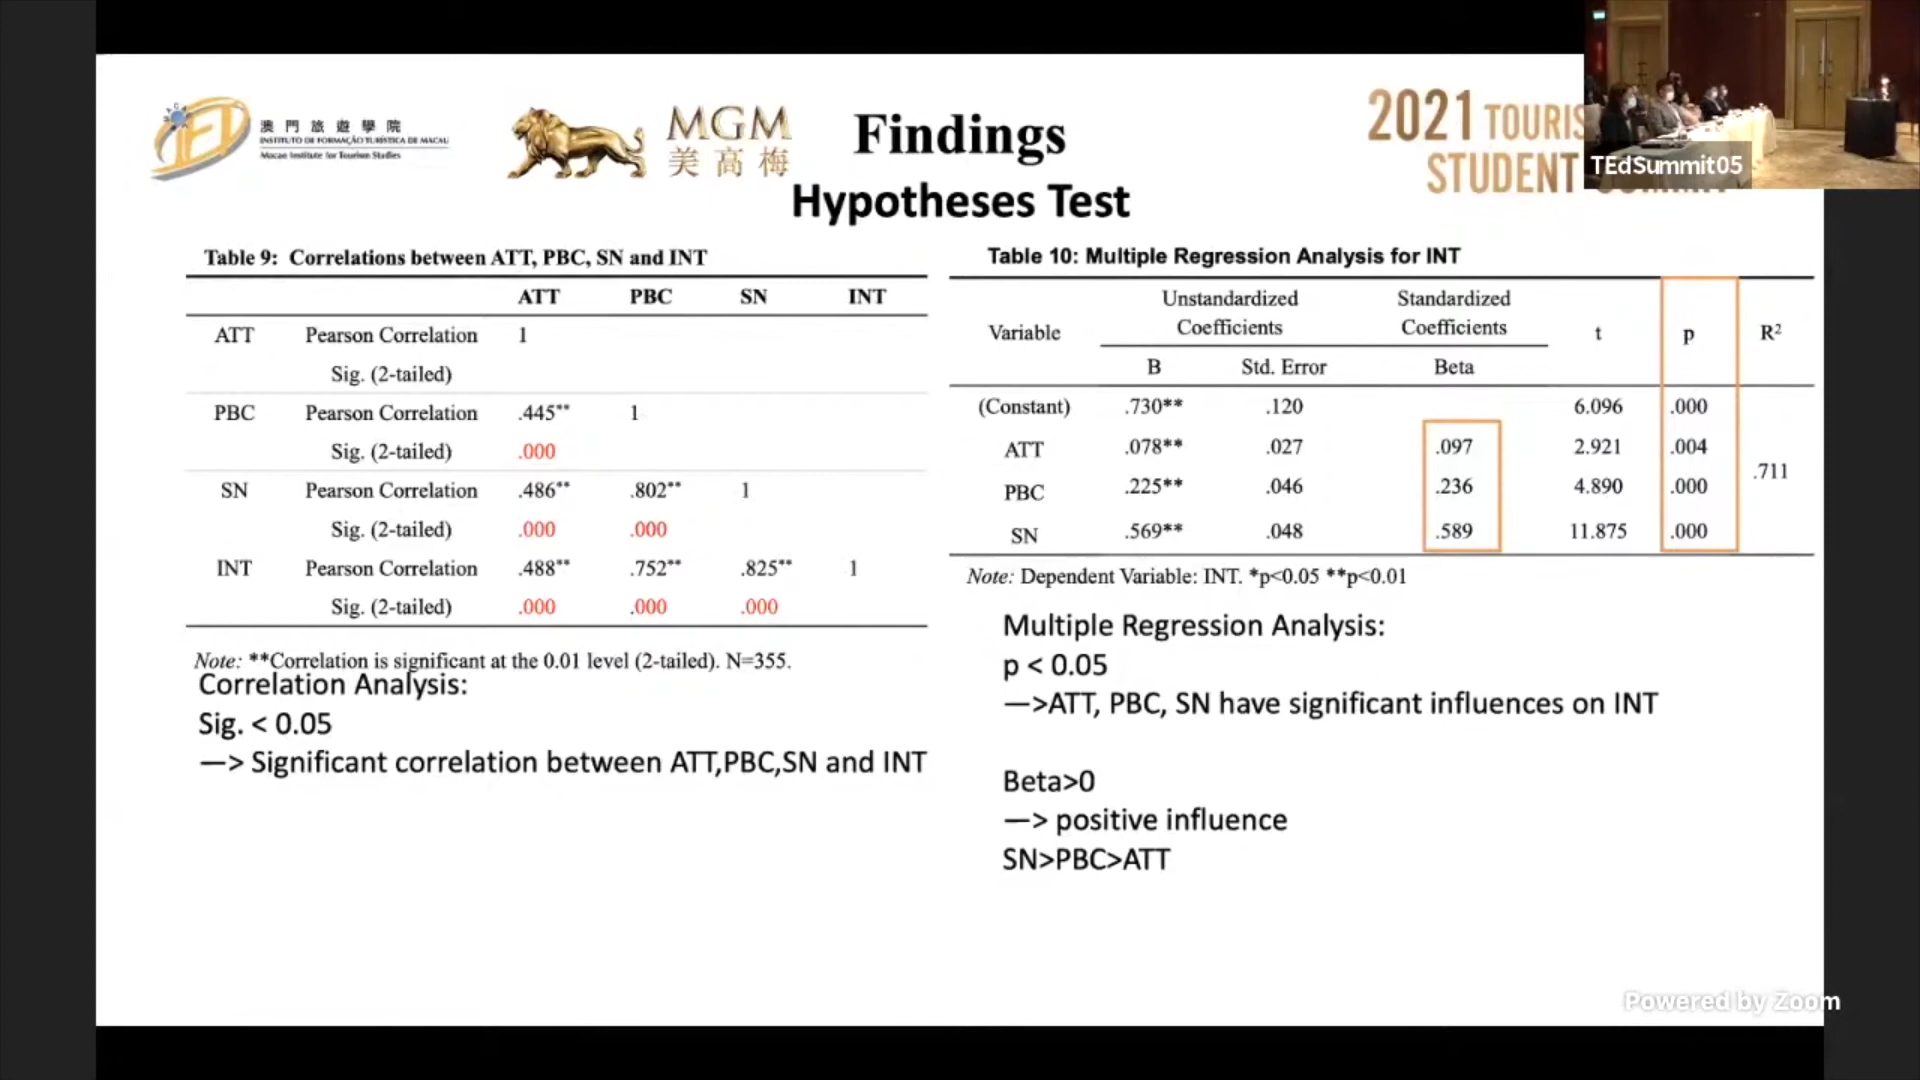 澳門旅遊學院
INSTITUTO DE FORMAÇÃO TURÍSTICA DE MACAU
Macao Institute for Tourism Studies
MGM
美高梅
Findings
Hypotheses Test
2021 TOURIS
STUDENT
TEdSummit05
Table 9: Correlations between ATT, PBC, SN and INT
ATT PBC SN INT
ATT Pearson Correlation 1
Sig. (2-tailed)
PBC Pearson Correlation .445** 1
Sig. (2-tailed) .000
SN Pearson Correlation .486** .802** 1
Sig. (2-tailed) .000 .000
INT Pearson Correlation .488** .752** .825** 1
Sig. (2-tailed) .000 .000 .000
Note: **Correlation is significant at the 0.01 level (2-tailed). N=355.
Correlation Analysis:
Sig. < 0.05
—> Significant correlation between ATT,PBC,SN and INT
Table 10: Multiple Regression Analysis for INT
Unstandardized Standardized
Variable Coefficients Coefficients t p R²
B Std. Error Beta
(Constant) .730** .120 6.096 .000
ATT .078** .027 .097 2.921 .004
.711
PBC .225** .046 .236 4.890 .000
SN .569** .048 .589 11.875 .000
Note: Dependent Variable: INT. *p<0.05 **p<0.01
Multiple Regression Analysis:
p < 0.05
—>ATT, PBC, SN have significant influences on INT
Beta>0
—> positive influence
SN>PBC>ATT
Powered by Zoom